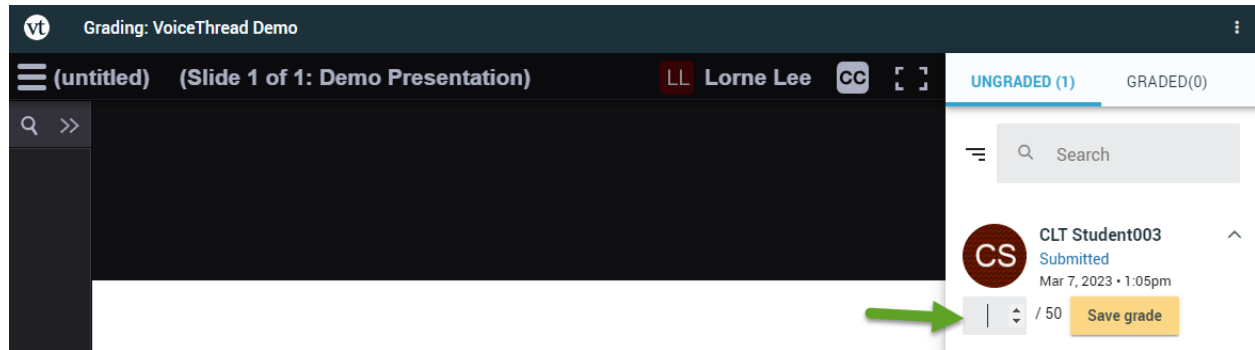 vt Grading: VoiceThread Demo
(untitled) (Slide 1 of 1: Demo Presentation) LL Lorne Lee CC
UNGRADED (1) GRADED(0)
Search
CS
CLT Student003
Submitted
Mar 7, 2023 • 1:05pm
/ 50 Save grade